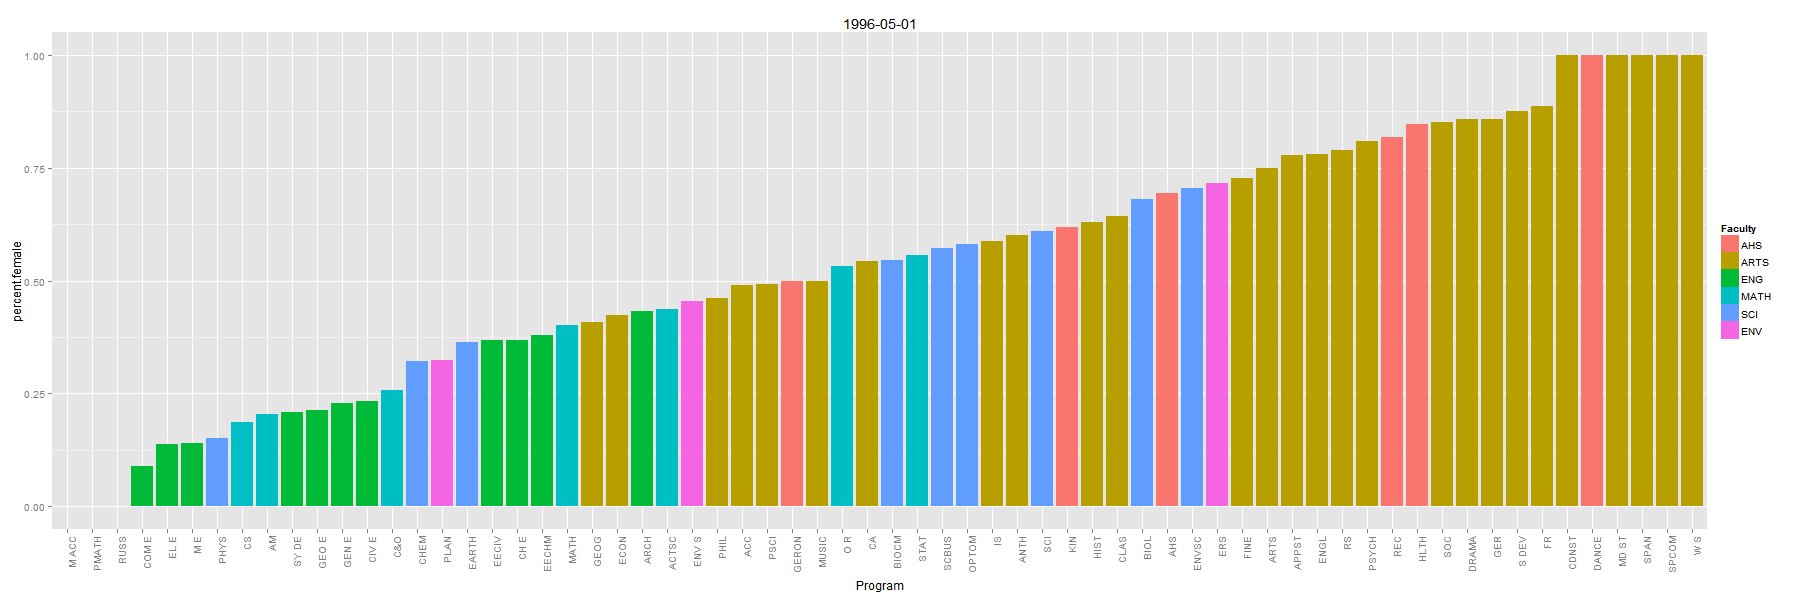 1996-05-01
percent.female
1.00
0.75
0.50
0.25
0.00
M ACC
PMATH
RUSS
COM E
EL E
M E
PHYS
CS
AM
SY DE
GEO E
GEN E
CIV E
C&O
CHEM
PLAN
EARTH
EECIV
CH E
EECHM
MATH
GEOG
ECON
ARCH
ACTSC
ENV S
PHIL
ACC
PSCI
GERON
MUSIC
O R
CA
BIOCM
STAT
SCBUS
OPTOM
IS
ANTH
SCI
KIN
HIST
CLAS
BIOL
AHS
ENVSC
ERS
FINE
ARTS
APPST
ENGL
RS
PSYCH
REC
HLTH
SOC
DRAMA
GER
S DEV
FR
CDNST
DANCE
MD ST
SPAN
SPCOM
W S
Program
Faculty
AHS
ARTS
ENG
MATH
SCI
ENV